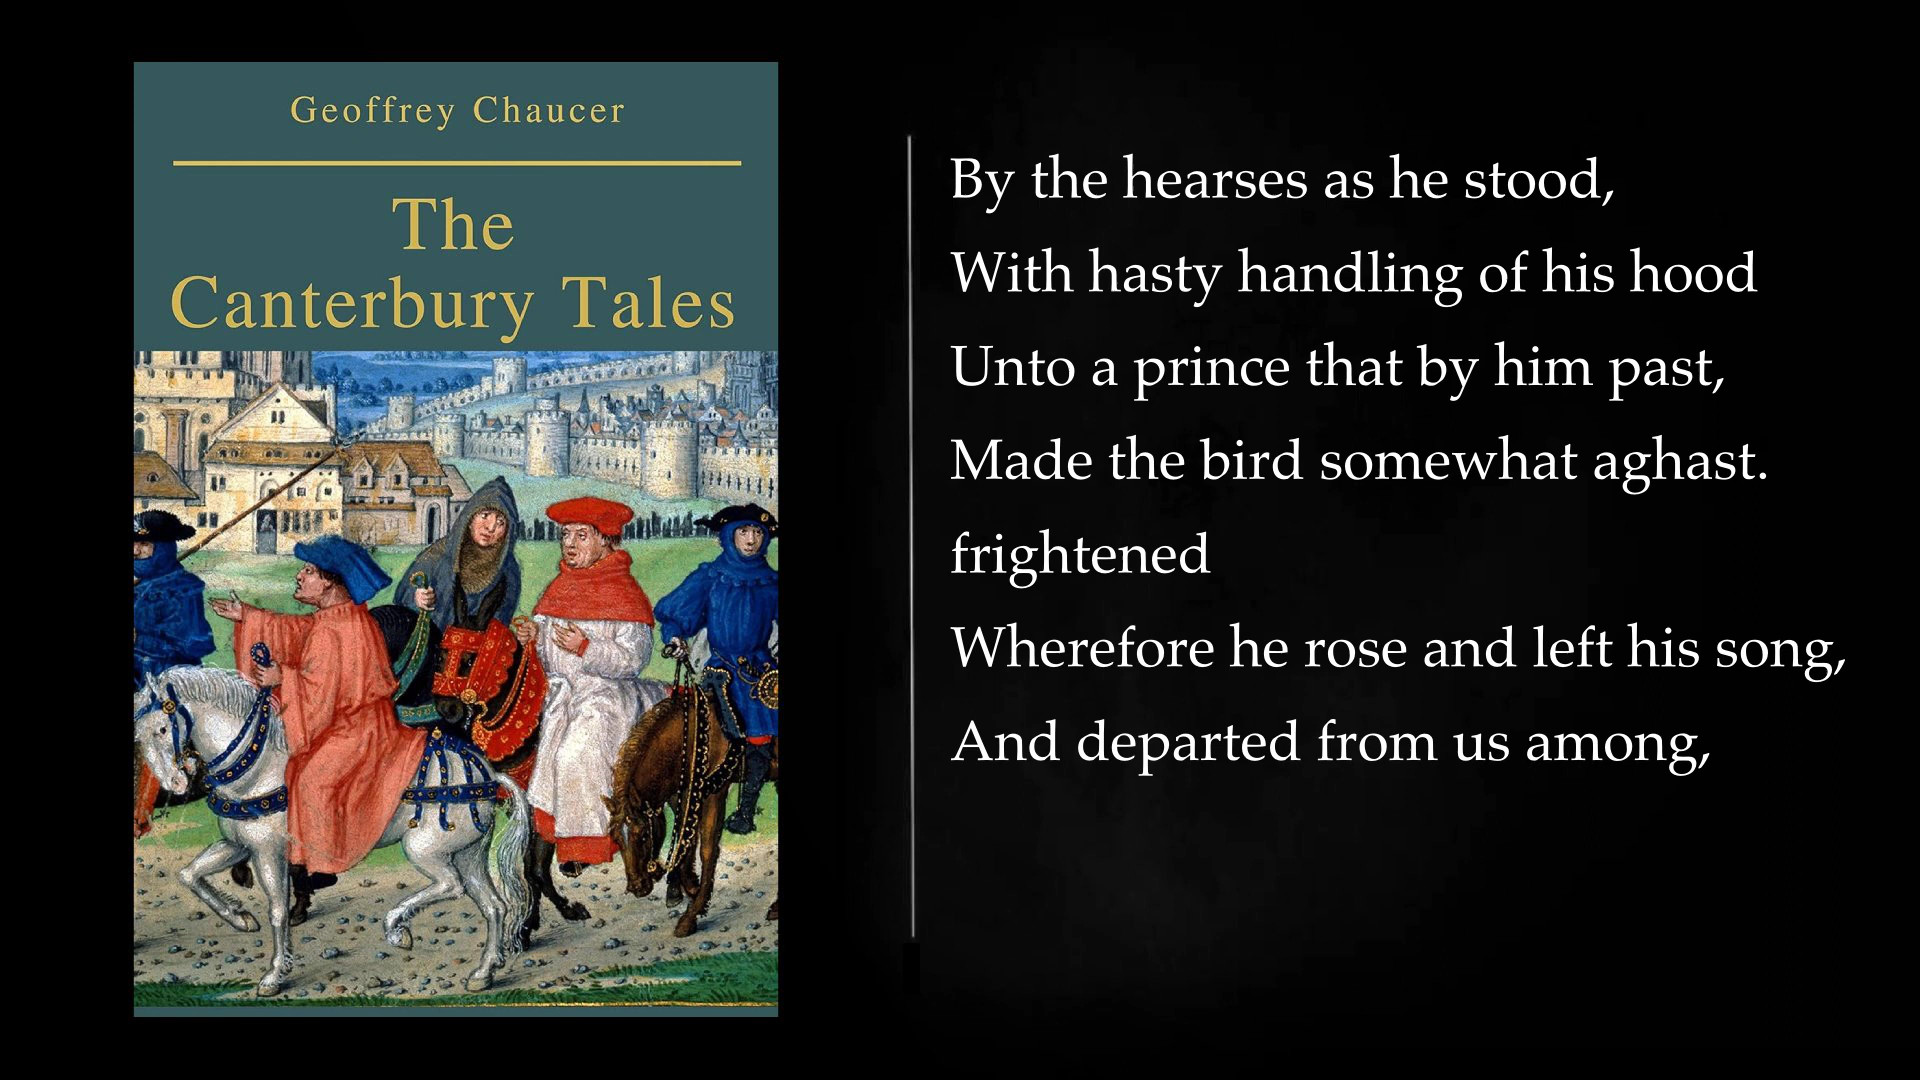 Geoffrey Chaucer
The
Canterbury Tales
By the hearses as he stood,
With hasty handling of his hood
Unto a prince that by him past,
Made the bird somewhat aghast.
frightened
Wherefore he rose and left his song,
And departed from us among,